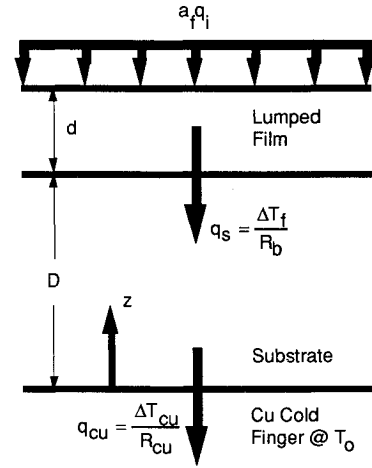 a_f q_i
d
Lumped
Film
q_s = ΔT_f / R_b
D
z
Substrate
q_cu = ΔT_cu / R_cu
Cu Cold
Finger @ T_o